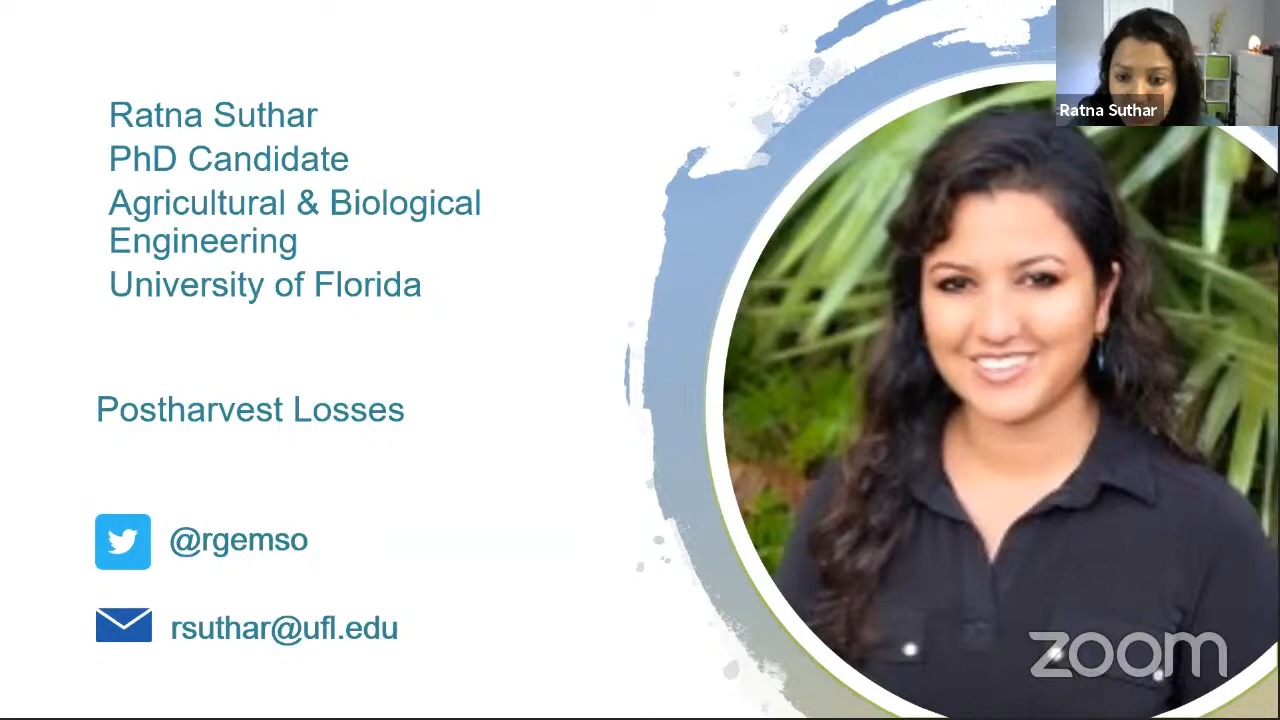 Ratna Suthar
PhD Candidate
Agricultural & Biological
Engineering
University of Florida
Postharvest Losses
@rgemso
rsuthar@ufl.edu
Ratna Suthar
zoom